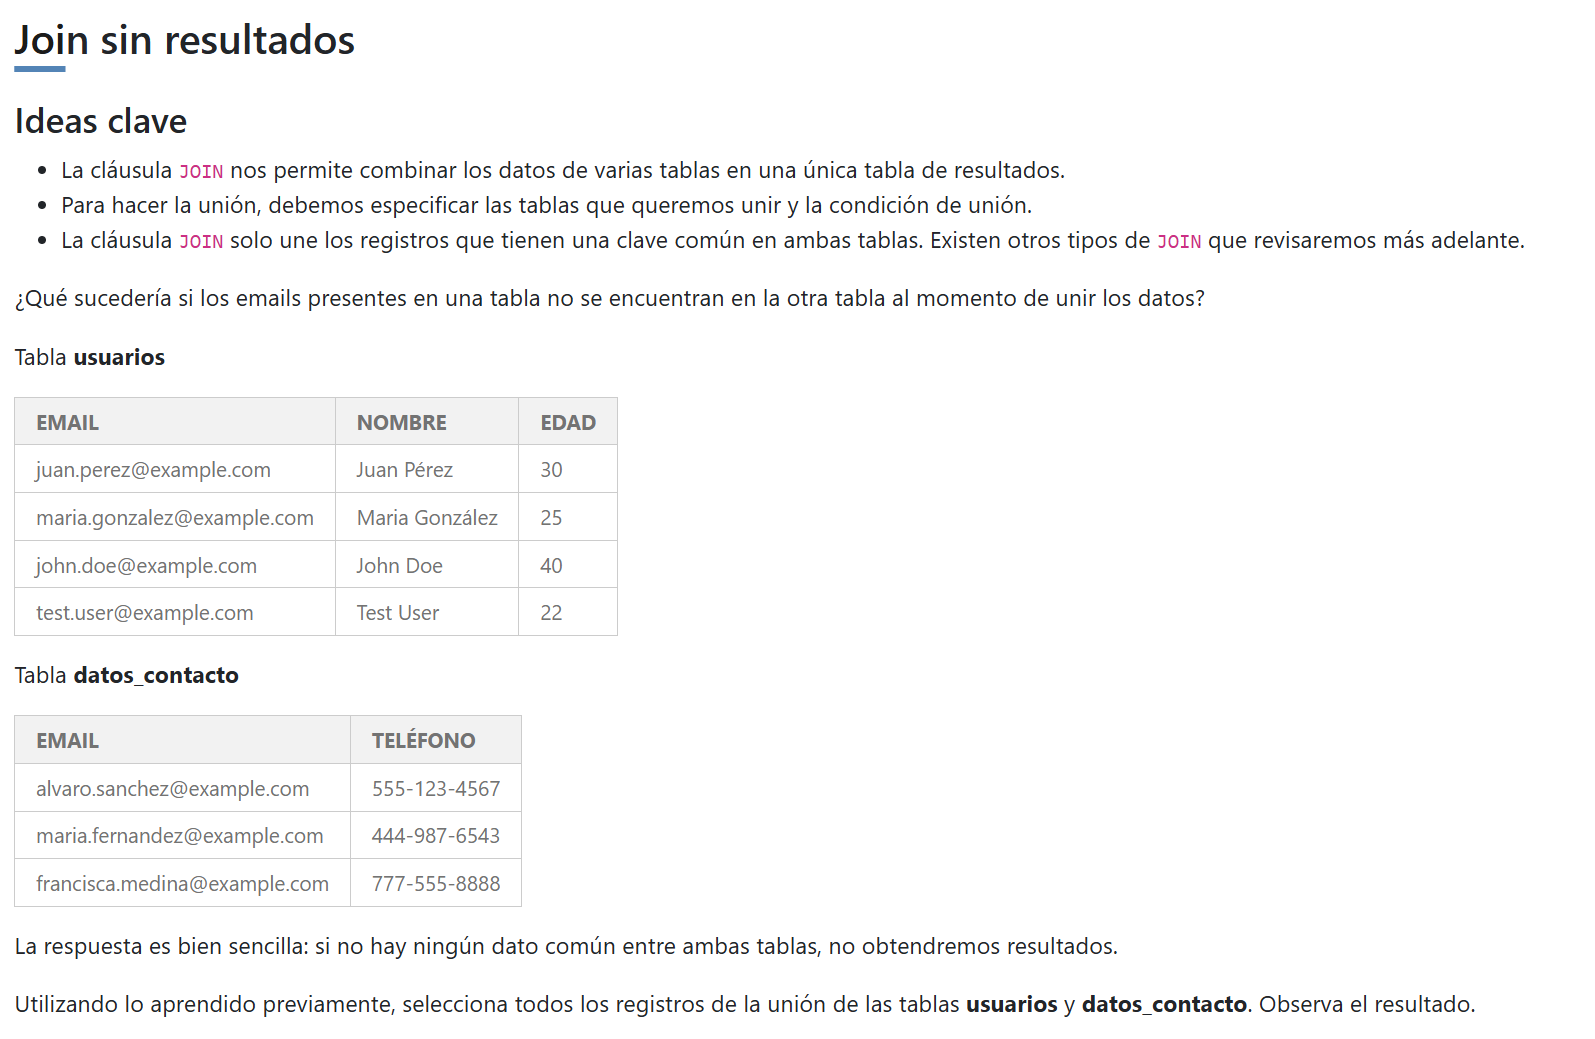 Join sin resultados
Ideas clave
• La cláusula JOIN nos permite combinar los datos de varias tablas en una única tabla de resultados.
• Para hacer la unión, debemos especificar las tablas que queremos unir y la condición de unión.
• La cláusula JOIN solo une los registros que tienen una clave común en ambas tablas. Existen otros tipos de JOIN que revisaremos más adelante.
¿Qué sucedería si los emails presentes en una tabla no se encuentran en la otra tabla al momento de unir los datos?
Tabla usuarios
EMAIL NOMBRE EDAD
juan.perez@example.com Juan Pérez 30
maria.gonzalez@example.com Maria González 25
john.doe@example.com John Doe 40
test.user@example.com Test User 22
Tabla datos_contacto
EMAIL TELÉFONO
alvaro.sanchez@example.com 555-123-4567
maria.fernandez@example.com 444-987-6543
francisca.medina@example.com 777-555-8888
La respuesta es bien sencilla: si no hay ningún dato común entre ambas tablas, no obtendremos resultados.
Utilizando lo aprendido previamente, selecciona todos los registros de la unión de las tablas usuarios y datos_contacto. Observa el resultado.